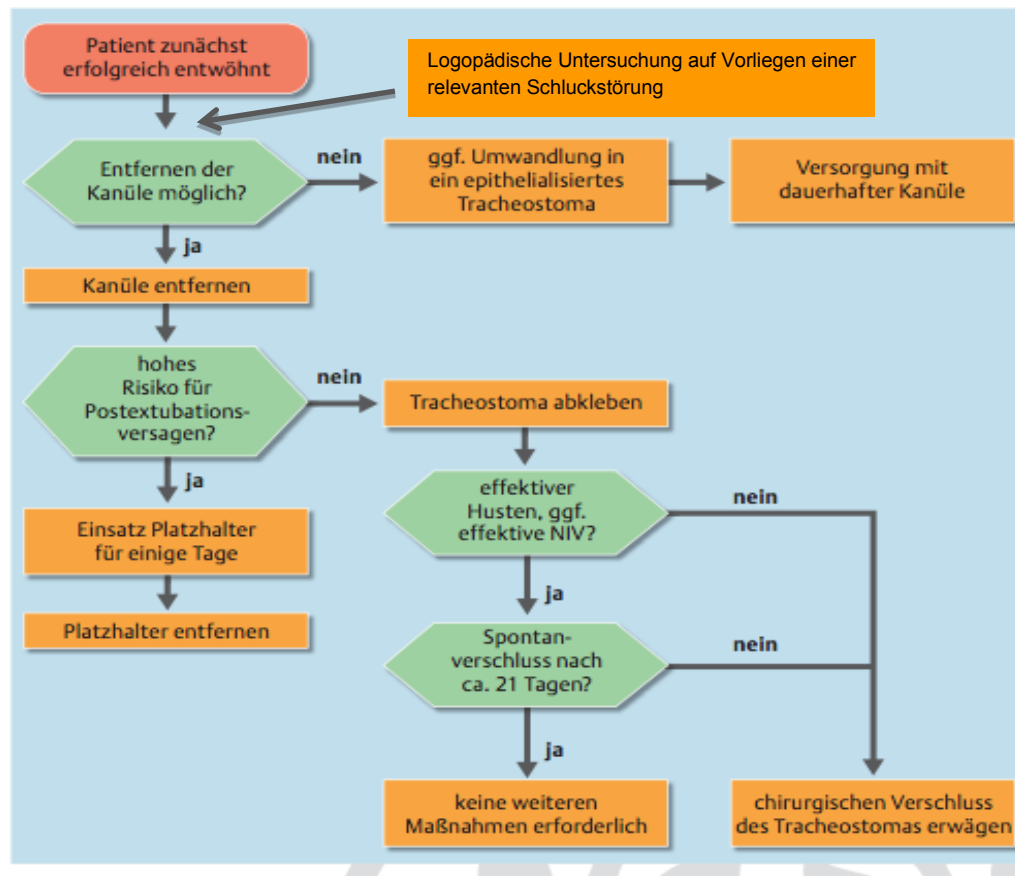 Patient zunächst
erfolgreich entwöhnt
Logopädische Untersuchung auf Vorliegen einer
relevanten Schluckstörung
Entfernen der
Kanüle möglich?
nein
ggf. Umwandlung in
ein epithelialisiertes
Tracheostoma
Versorgung mit
dauerhafter Kanüle
ja
Kanüle entfernen
hohes
Risiko für
Postextubations-
versagen?
nein
Tracheostoma abkleben
ja
Einsatz Platzhalter
für einige Tage
Platzhalter entfernen
effektiver
Husten, ggf.
effektive NIV?
nein
ja
Spontan-
verschluss nach
ca. 21 Tagen?
nein
ja
keine weiteren
Maßnahmen erforderlich
chirurgischen Verschluss
des Tracheostomas erwägen